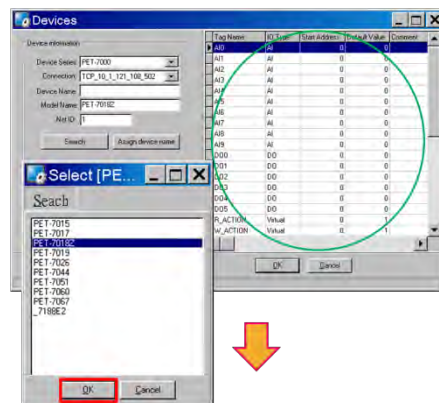 Devices
Device information
Device Series: PET-7000
Connection: TCP_10_1_121_108_502
Device Name:
Model Name: PET-7018Z
Net ID: 1
Search Assign device name
Tag Name IO Type Start Address Default Value Comment
AI0 AI 0 0
AI1 AI 0 0
AI2 AI 0 0
AI3 AI 0 0
AI4 AI 0 0
AI5 AI 0 0
AI6 AI 0 0
AI7 AI 0 0
AI8 AI 0 0
AI9 AI 0 0
DO0 DO 0 0
DO1 DO 0 0
DO2 DO 0 0
DO3 DO 0 0
DO4 DO 0 0
DO5 DO 0 0
R_ACTION Virtual 0 1
W_ACTION Virtual 0 1
OK Cancel
Select [PE...
Seach
PET-7015
PET-7017
PET-7018Z
PET-7019
PET-7026
PET-7044
PET-7051
PET-7060
PET-7067
_7188E2
OK Cancel